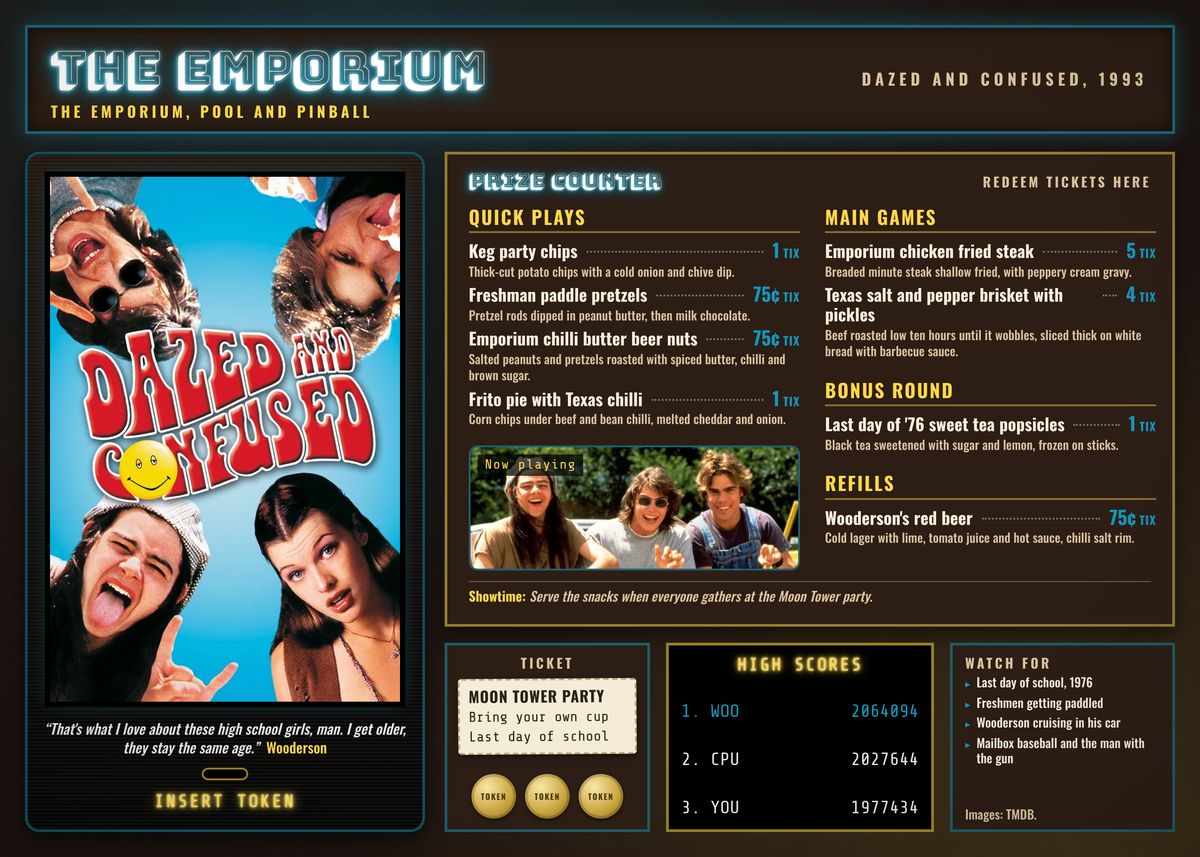 THE EMPORIUM
THE EMPORIUM, POOL AND PINBALL
DAZED AND CONFUSED, 1993
DAZED AND
CONFUSED
“That's what I love about these high school girls, man. I get older,
they stay the same age.” Wooderson
INSERT TOKEN
PRIZE COUNTER
REDEEM TICKETS HERE
QUICK PLAYS
Keg party chips 1 TIX
Thick-cut potato chips with a cold onion and chive dip.
Freshman paddle pretzels 75¢ TIX
Pretzel rods dipped in peanut butter, then milk chocolate.
Emporium chilli butter beer nuts 75¢ TIX
Salted peanuts and pretzels roasted with spiced butter, chilli and
brown sugar.
Frito pie with Texas chilli 1 TIX
Corn chips under beef and bean chilli, melted cheddar and onion.
Now playing
MAIN GAMES
Emporium chicken fried steak 5 TIX
Breaded minute steak shallow fried, with peppery cream gravy.
Texas salt and pepper brisket with 4 TIX
pickles
Beef roasted low ten hours until it wobbles, sliced thick on white
bread with barbecue sauce.
BONUS ROUND
Last day of '76 sweet tea popsicles 1 TIX
Black tea sweetened with sugar and lemon, frozen on sticks.
REFILLS
Wooderson's red beer 75¢ TIX
Cold lager with lime, tomato juice and hot sauce, chilli salt rim.
Showtime: Serve the snacks when everyone gathers at the Moon Tower party.
TICKET
MOON TOWER PARTY
Bring your own cup
Last day of school
TOKEN TOKEN TOKEN
HIGH SCORES
1. WOO 2064094
2. CPU 2027644
3. YOU 1977434
WATCH FOR
Last day of school, 1976
Freshmen getting paddled
Wooderson cruising in his car
Mailbox baseball and the man with
the gun
Images: TMDB.